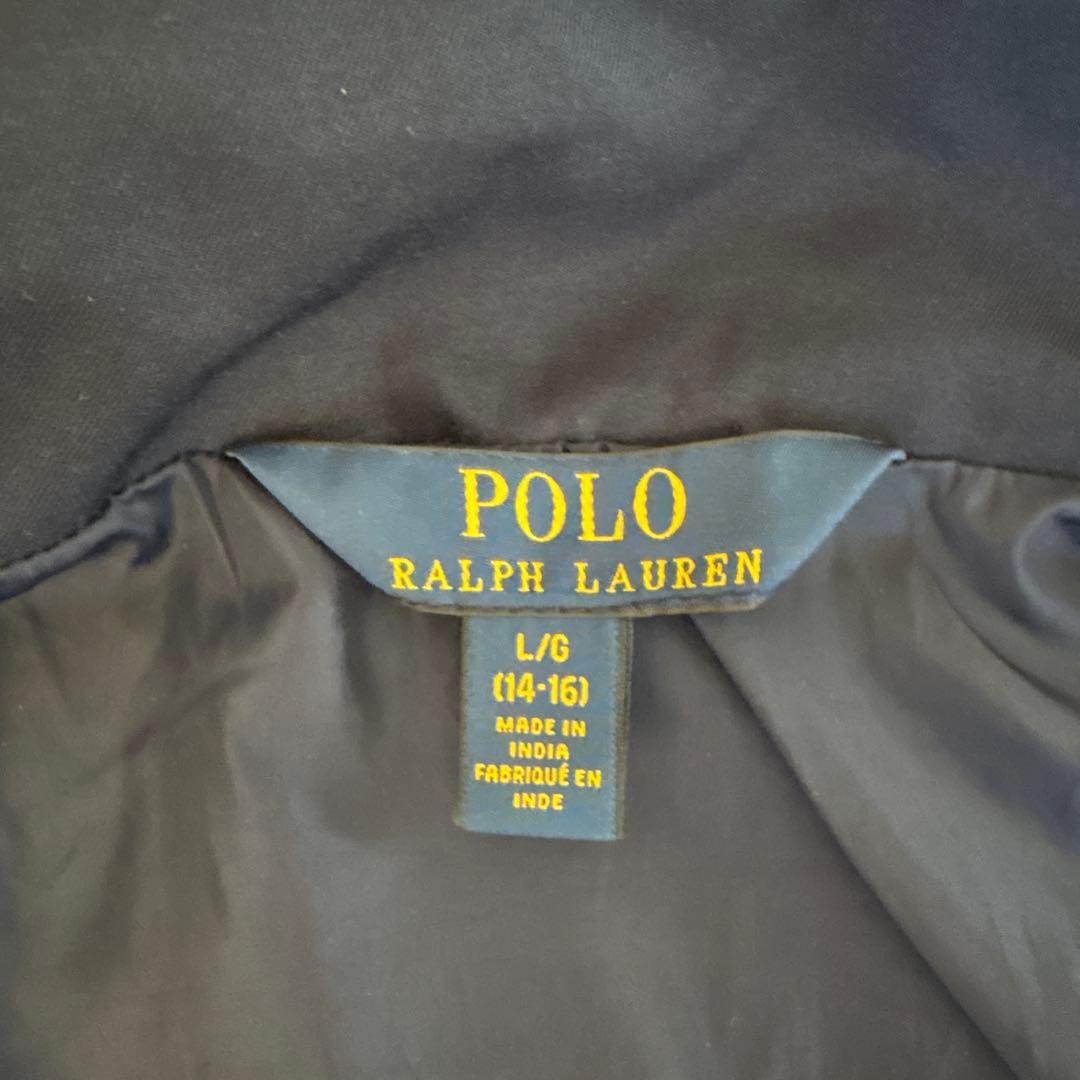 POLO
RALPH LAUREN
L/G
(14-16)
MADE IN
INDIA
FABRIQUÉ EN
INDE